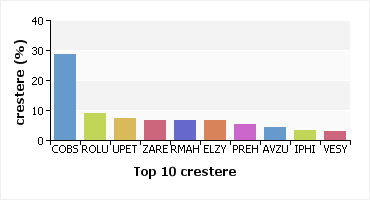 40
30
20
10
0
crestere (%)
COBS ROLU UPET ZARE RMAH ELZY PREH AVZU IPHI VESY
Top 10 crestere